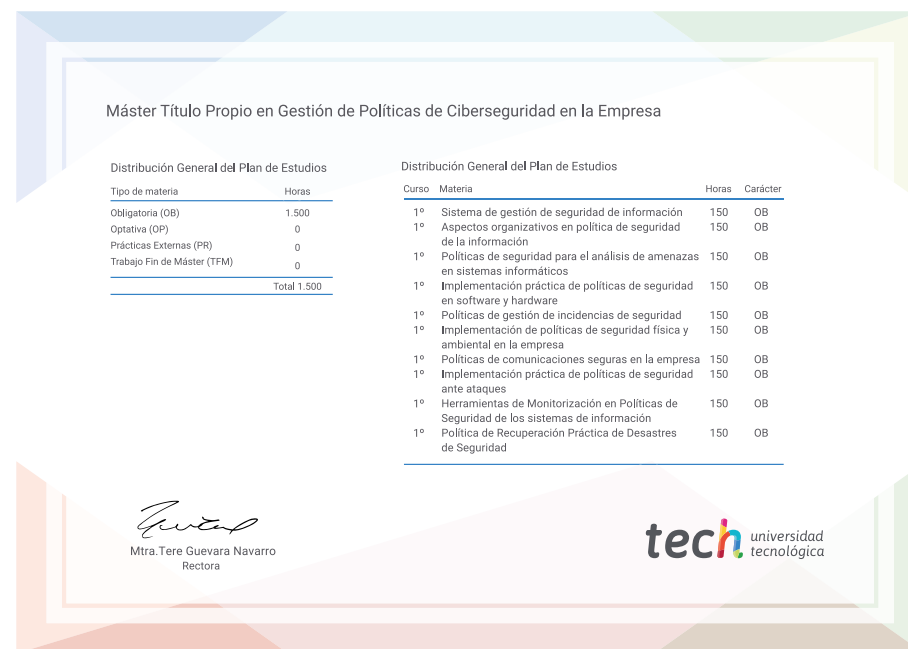 Máster Título Propio en Gestión de Políticas de Ciberseguridad en la Empresa
Distribución General del Plan de Estudios
Tipo de materia Horas
Obligatoria (OB) 1.500
Optativa (OP) 0
Prácticas Externas (PR) 0
Trabajo Fin de Máster (TFM) 0
Total 1.500
Distribución General del Plan de Estudios
Curso Materia Horas Carácter
1º Sistema de gestión de seguridad de información 150 OB
1º Aspectos organizativos en política de seguridad 150 OB
de la información
1º Políticas de seguridad para el análisis de amenazas 150 OB
en sistemas informáticos
1º Implementación práctica de políticas de seguridad 150 OB
en software y hardware
1º Políticas de gestión de incidencias de seguridad 150 OB
1º Implementación de políticas de seguridad física y 150 OB
ambiental en la empresa
1º Políticas de comunicaciones seguras en la empresa 150 OB
1º Implementación práctica de políticas de seguridad 150 OB
ante ataques
1º Herramientas de Monitorización en Políticas de 150 OB
Seguridad de los sistemas de información
1º Política de Recuperación Práctica de Desastres 150 OB
de Seguridad
Mtra.Tere Guevara Navarro
Rectora
tech universidad
tecnológica